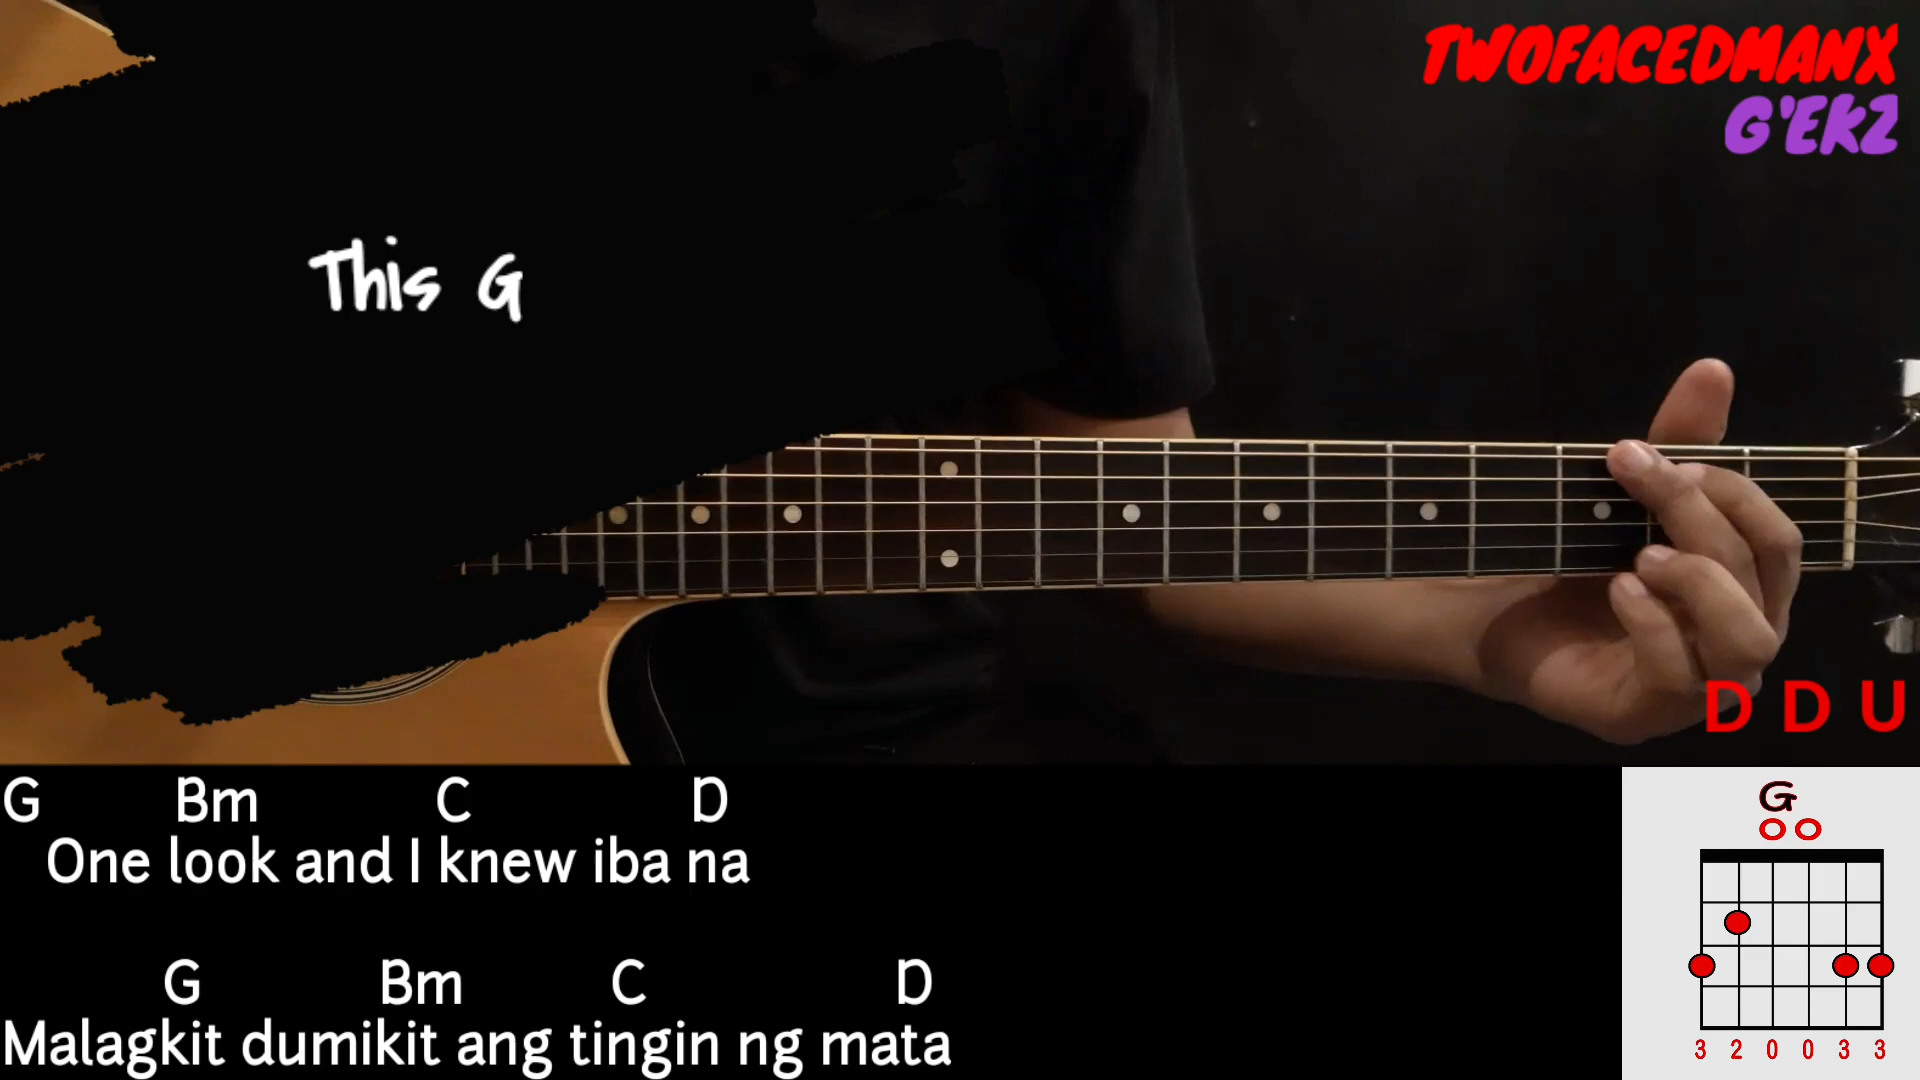 TWOFACEDMANX
G'EKZ
This G
D D U
G Bm C D
One look and I knew iba na
G Bm C D
Malagkit dumikit ang tingin ng mata
G
3 2 0 0 3 3